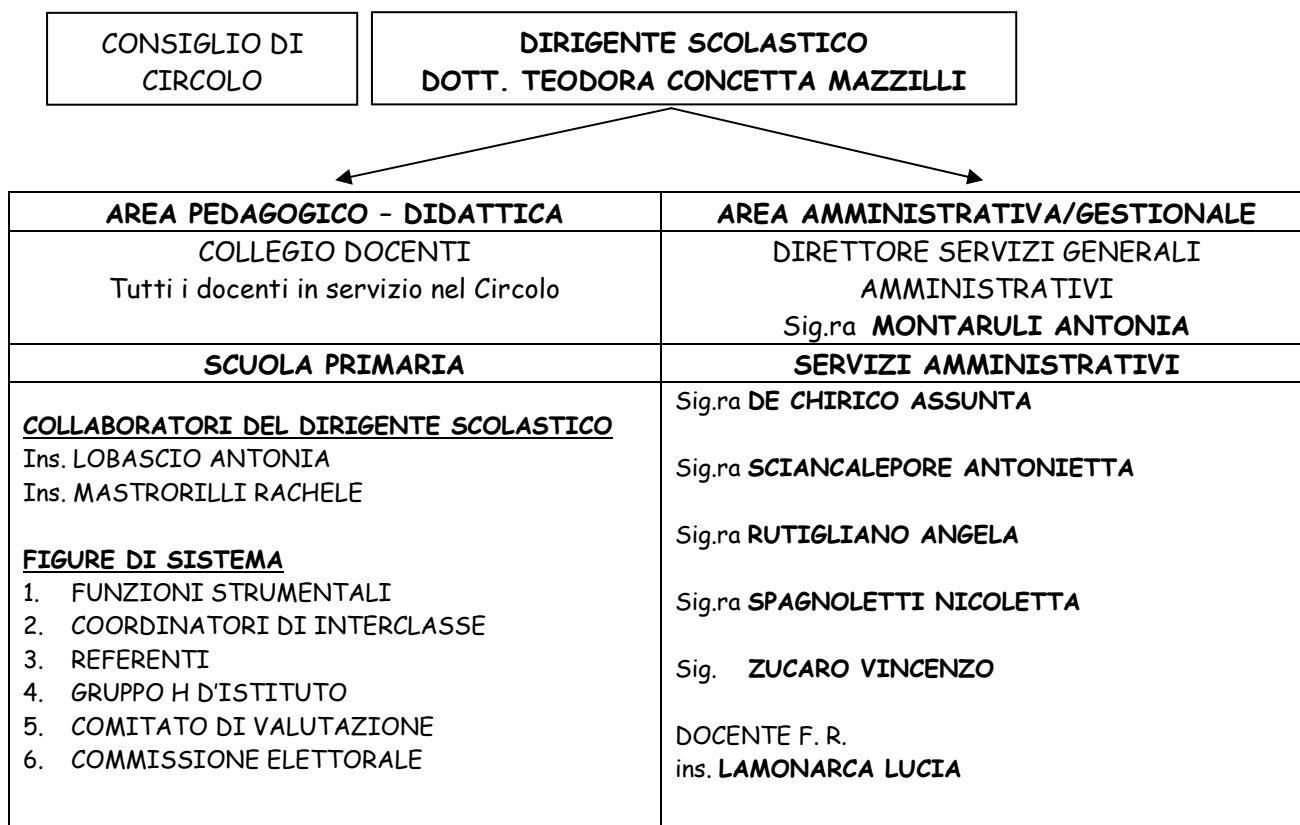 CONSIGLIO DI
CIRCOLO
DIRIGENTE SCOLASTICO
DOTT. TEODORA CONCETTA MAZZILLI
AREA PEDAGOGICO – DIDATTICA
COLLEGIO DOCENTI
Tutti i docenti in servizio nel Circolo
AREA AMMINISTRATIVA/GESTIONALE
DIRETTORE SERVIZI GENERALI
AMMINISTRATIVI
Sig.ra MONTARULI ANTONIA
SCUOLA PRIMARIA
COLLABORATORI DEL DIRIGENTE SCOLASTICO
Ins. LOBASCIO ANTONIA
Ins. MASTRORILLI RACHELE
FIGURE DI SISTEMA
1. FUNZIONI STRUMENTALI
2. COORDINATORI DI INTERCLASSE
3. REFERENTI
4. GRUPPO H D'ISTITUTO
5. COMITATO DI VALUTAZIONE
6. COMMISSIONE ELETTORALE
SERVIZI AMMINISTRATIVI
Sig.ra DE CHIRICO ASSUNTA
Sig.ra SCIANCALEPORE ANTONIETTA
Sig.ra RUTIGLIANO ANGELA
Sig.ra SPAGNOLETTI NICOLETTA
Sig. ZUCARO VINCENZO
DOCENTE F. R.
ins. LAMONARCA LUCIA